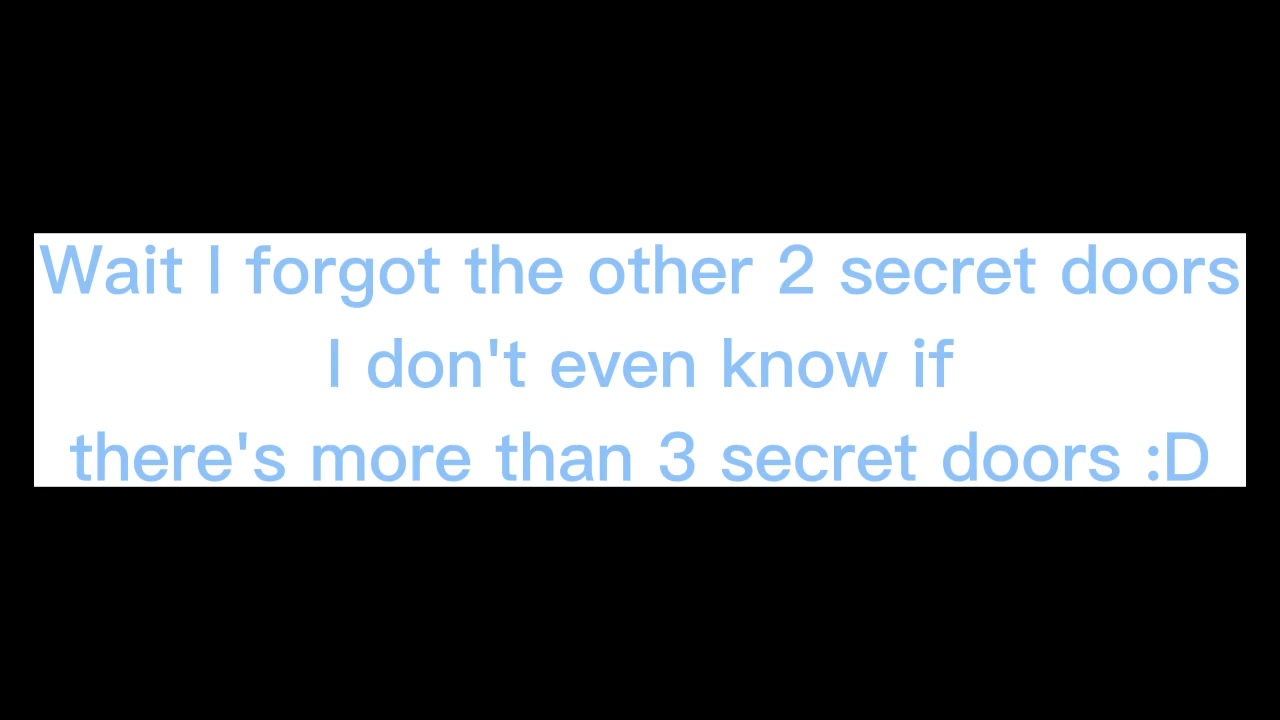 Wait I forgot the other 2 secret doors
I don't even know if
there's more than 3 secret doors :D